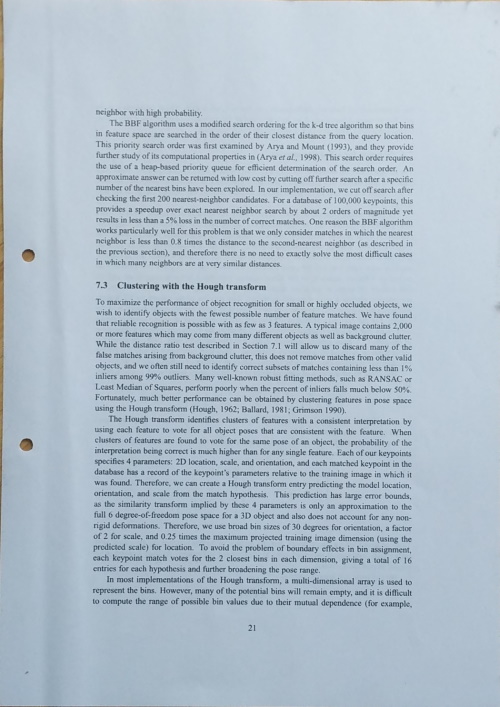 neighbor with high probability.
The BBF algorithm uses a modified search ordering for the k-d tree algorithm so that bins
in feature space are searched in the order of their closest distance from the query location.
This priority search order was first examined by Arya and Mount (1993), and they provide
further study of its computational properties in (Arya et al., 1998). This search order requires
the use of a heap-based priority queue for efficient determination of the search order. An
approximate answer can be returned with low cost by cutting off further search after a specific
number of the nearest bins have been explored. In our implementation, we cut off search after
checking the first 200 nearest-neighbor candidates. For a database of 100,000 keypoints, this
provides a speedup over exact nearest neighbor search by about 2 orders of magnitude yet
results in less than a 5% loss in the number of correct matches. One reason the BBF algorithm
works particularly well for this problem is that we only consider matches in which the nearest
neighbor is less than 0.8 times the distance to the second-nearest neighbor (as described in
the previous section), and therefore there is no need to exactly solve the most difficult cases
in which many neighbors are at very similar distances.
7.3 Clustering with the Hough transform
To maximize the performance of object recognition for small or highly occluded objects, we
wish to identify objects with the fewest possible number of feature matches. We have found
that reliable recognition is possible with as few as 3 features. A typical image contains 2,000
or more features which may come from many different objects as well as background clutter.
While the distance ratio test described in Section 7.1 will allow us to discard many of the
false matches arising from background clutter, this does not remove matches from other valid
objects, and we often still need to identify correct subsets of matches containing less than 1%
inliers among 99% outliers. Many well-known robust fitting methods, such as RANSAC or
Least Median of Squares, perform poorly when the percent of inliers falls much below 50%.
Fortunately, much better performance can be obtained by clustering features in pose space
using the Hough transform (Hough, 1962; Ballard, 1981; Grimson 1990).
The Hough transform identifies clusters of features with a consistent interpretation by
using each feature to vote for all object poses that are consistent with the feature. When
clusters of features are found to vote for the same pose of an object, the probability of the
interpretation being correct is much higher than for any single feature. Each of our keypoints
specifies 4 parameters: 2D location, scale, and orientation, and each matched keypoint in the
database has a record of the keypoint's parameters relative to the training image in which it
was found. Therefore, we can create a Hough transform entry predicting the model location,
orientation, and scale from the match hypothesis. This prediction has large error bounds,
as the similarity transform implied by these 4 parameters is only an approximation to the
full 6 degree-of-freedom pose space for a 3D object and also does not account for any non-
rigid deformations. Therefore, we use broad bin sizes of 30 degrees for orientation, a factor
of 2 for scale, and 0.25 times the maximum projected training image dimension (using the
predicted scale) for location. To avoid the problem of boundary effects in bin assignment,
each keypoint match votes for the 2 closest bins in each dimension, giving a total of 16
entries for each hypothesis and further broadening the pose range.
In most implementations of the Hough transform, a multi-dimensional array is used to
represent the bins. However, many of the potential bins will remain empty, and it is difficult
to compute the range of possible bin values due to their mutual dependence (for example,
21